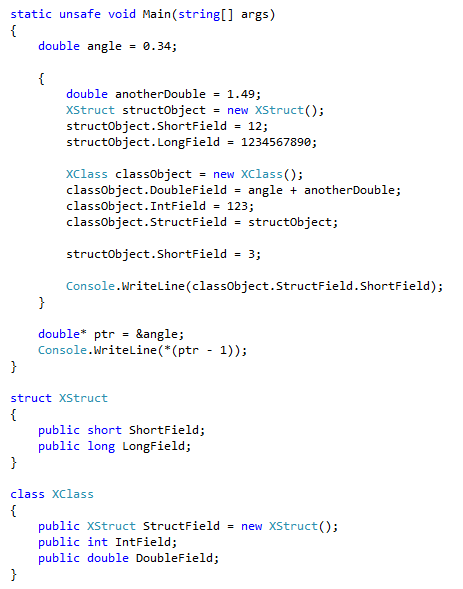 static unsafe void Main(string[] args)
{
    double angle = 0.34;

    {
        double anotherDouble = 1.49;
        XStruct structObject = new XStruct();
        structObject.ShortField = 12;
        structObject.LongField = 1234567890;

        XClass classObject = new XClass();
        classObject.DoubleField = angle + anotherDouble;
        classObject.IntField = 123;
        classObject.StructField = structObject;

        structObject.ShortField = 3;

        Console.WriteLine(classObject.StructField.ShortField);
    }

    double* ptr = &angle;
    Console.WriteLine(*(ptr - 1));
}

struct XStruct
{
    public short ShortField;
    public long LongField;
}

class XClass
{
    public XStruct StructField = new XStruct();
    public int IntField;
    public double DoubleField;
}